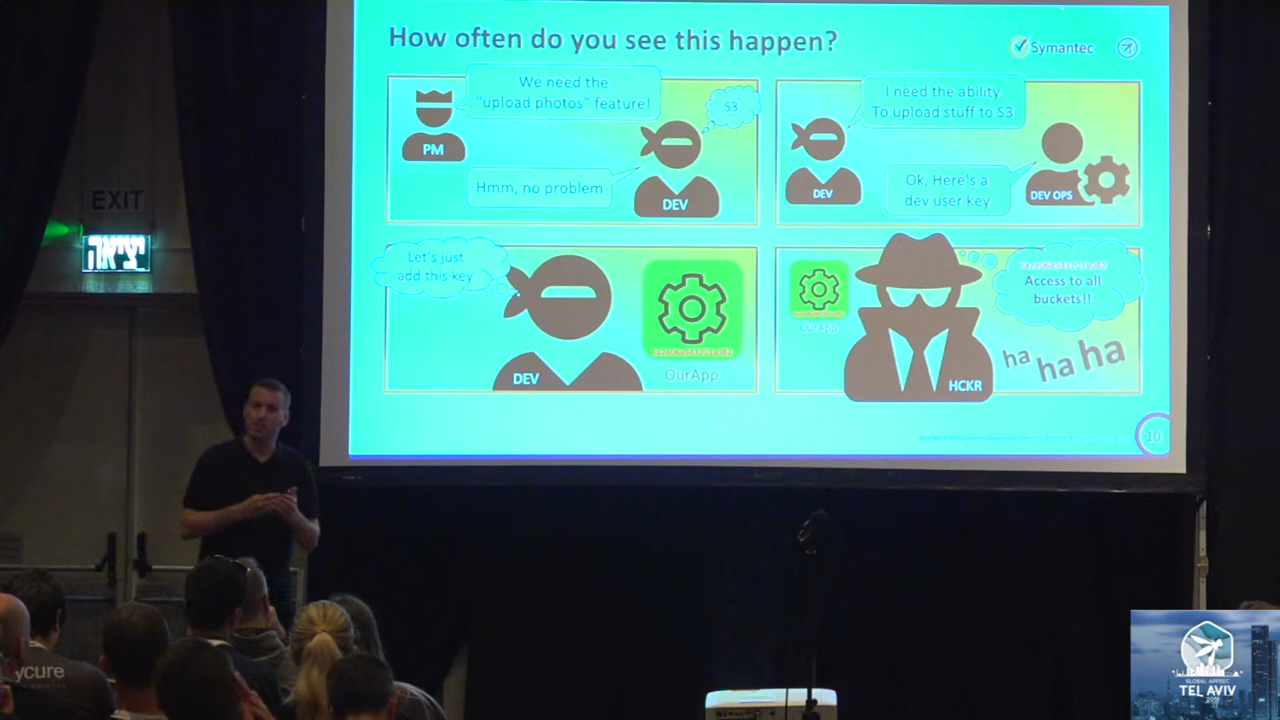 How often do you see this happen?
Symantec
We need the
"upload photos" feature!
S3
PM
Hmm, no problem
DEV
I need the ability
To upload stuff to S3
DEV
Ok, Here's a
dev user key
DEV OPS
Let's just
add this key
DEV
OurApp
OurApp
Access to all
buckets!!
ha
ha
ha
HCKR
10
EXIT
יציאה
ycure
GLOBAL APPSEC
TEL AVIV